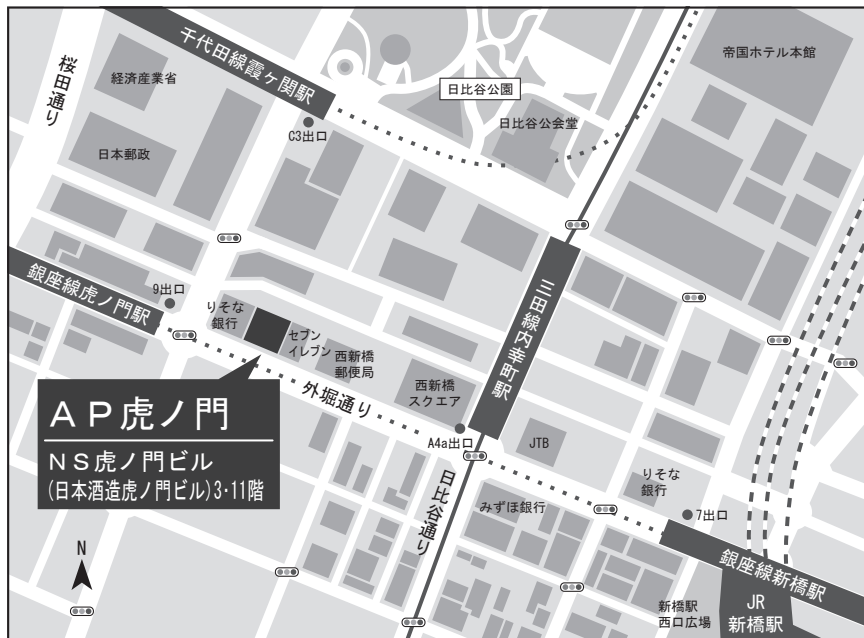 千代田線霞ヶ関駅
帝国ホテル本館
桜田通り
経済産業省
日比谷公園
日比谷公会堂
C3出口
日本郵政
銀座線虎ノ門駅
9出口
りそな
銀行
セブン
イレブン
西新橋
郵便局
三田線内幸町駅
外堀通り
西新橋
スクエア
AP虎ノ門
NS虎ノ門ビル
(日本酒造虎ノ門ビル)3・11階
A4a出口
JTB
日比谷通り
みずほ銀行
りそな
銀行
7出口
銀座線新橋駅
N
新橋駅
西口広場
JR
新橋駅